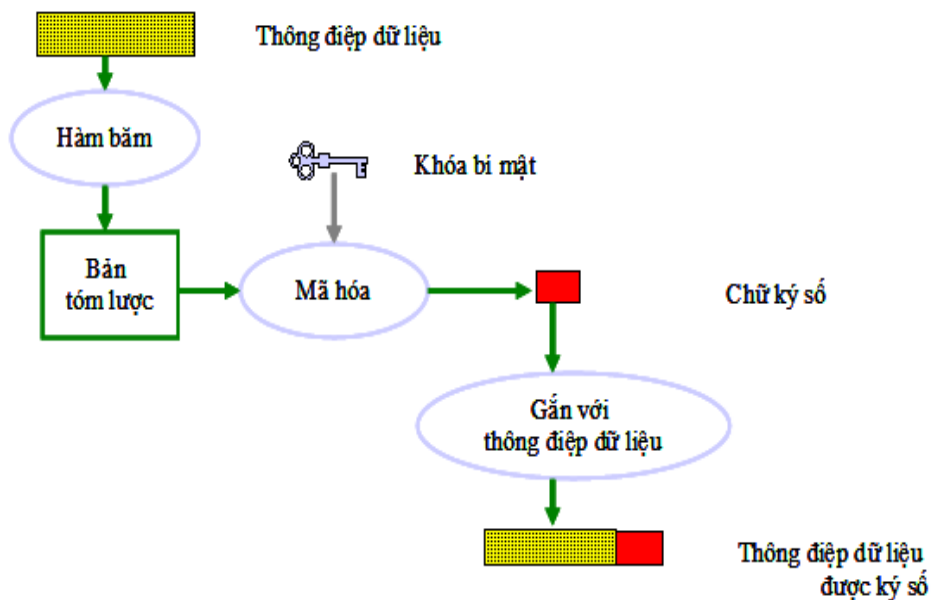 Thông điệp dữ liệu
Hàm băm
Khóa bí mật
Bản
tóm lược
Mã hóa
Chữ ký số
Gắn với
thông điệp dữ liệu
Thông điệp dữ liệu
được ký số